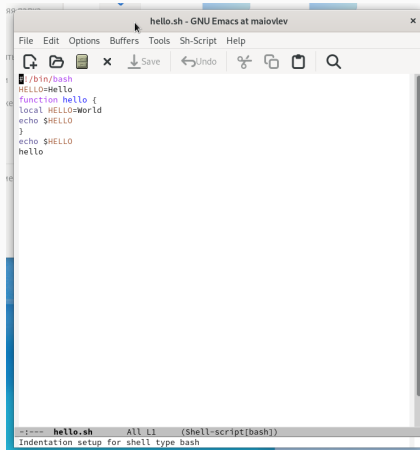 hello.sh - GNU Emacs at maiovlev
File Edit Options Buffers Tools Sh-Script Help
Save Undo
#!/bin/bash
HELLO=Hello
function hello {
local HELLO=World
echo $HELLO
}
echo $HELLO
hello
-:--- hello.sh All L1 (Shell-script[bash])
Indentation setup for shell type bash